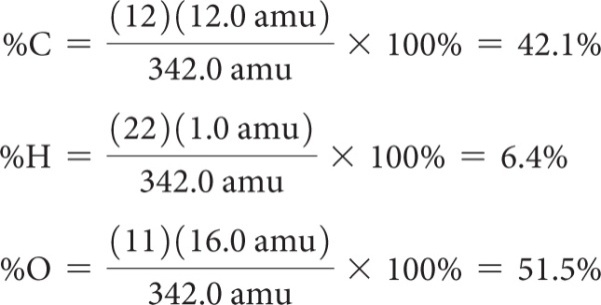 %C = (12)(12.0 amu) / 342.0 amu × 100% = 42.1%
%H = (22)(1.0 amu) / 342.0 amu × 100% = 6.4%
%O = (11)(16.0 amu) / 342.0 amu × 100% = 51.5%